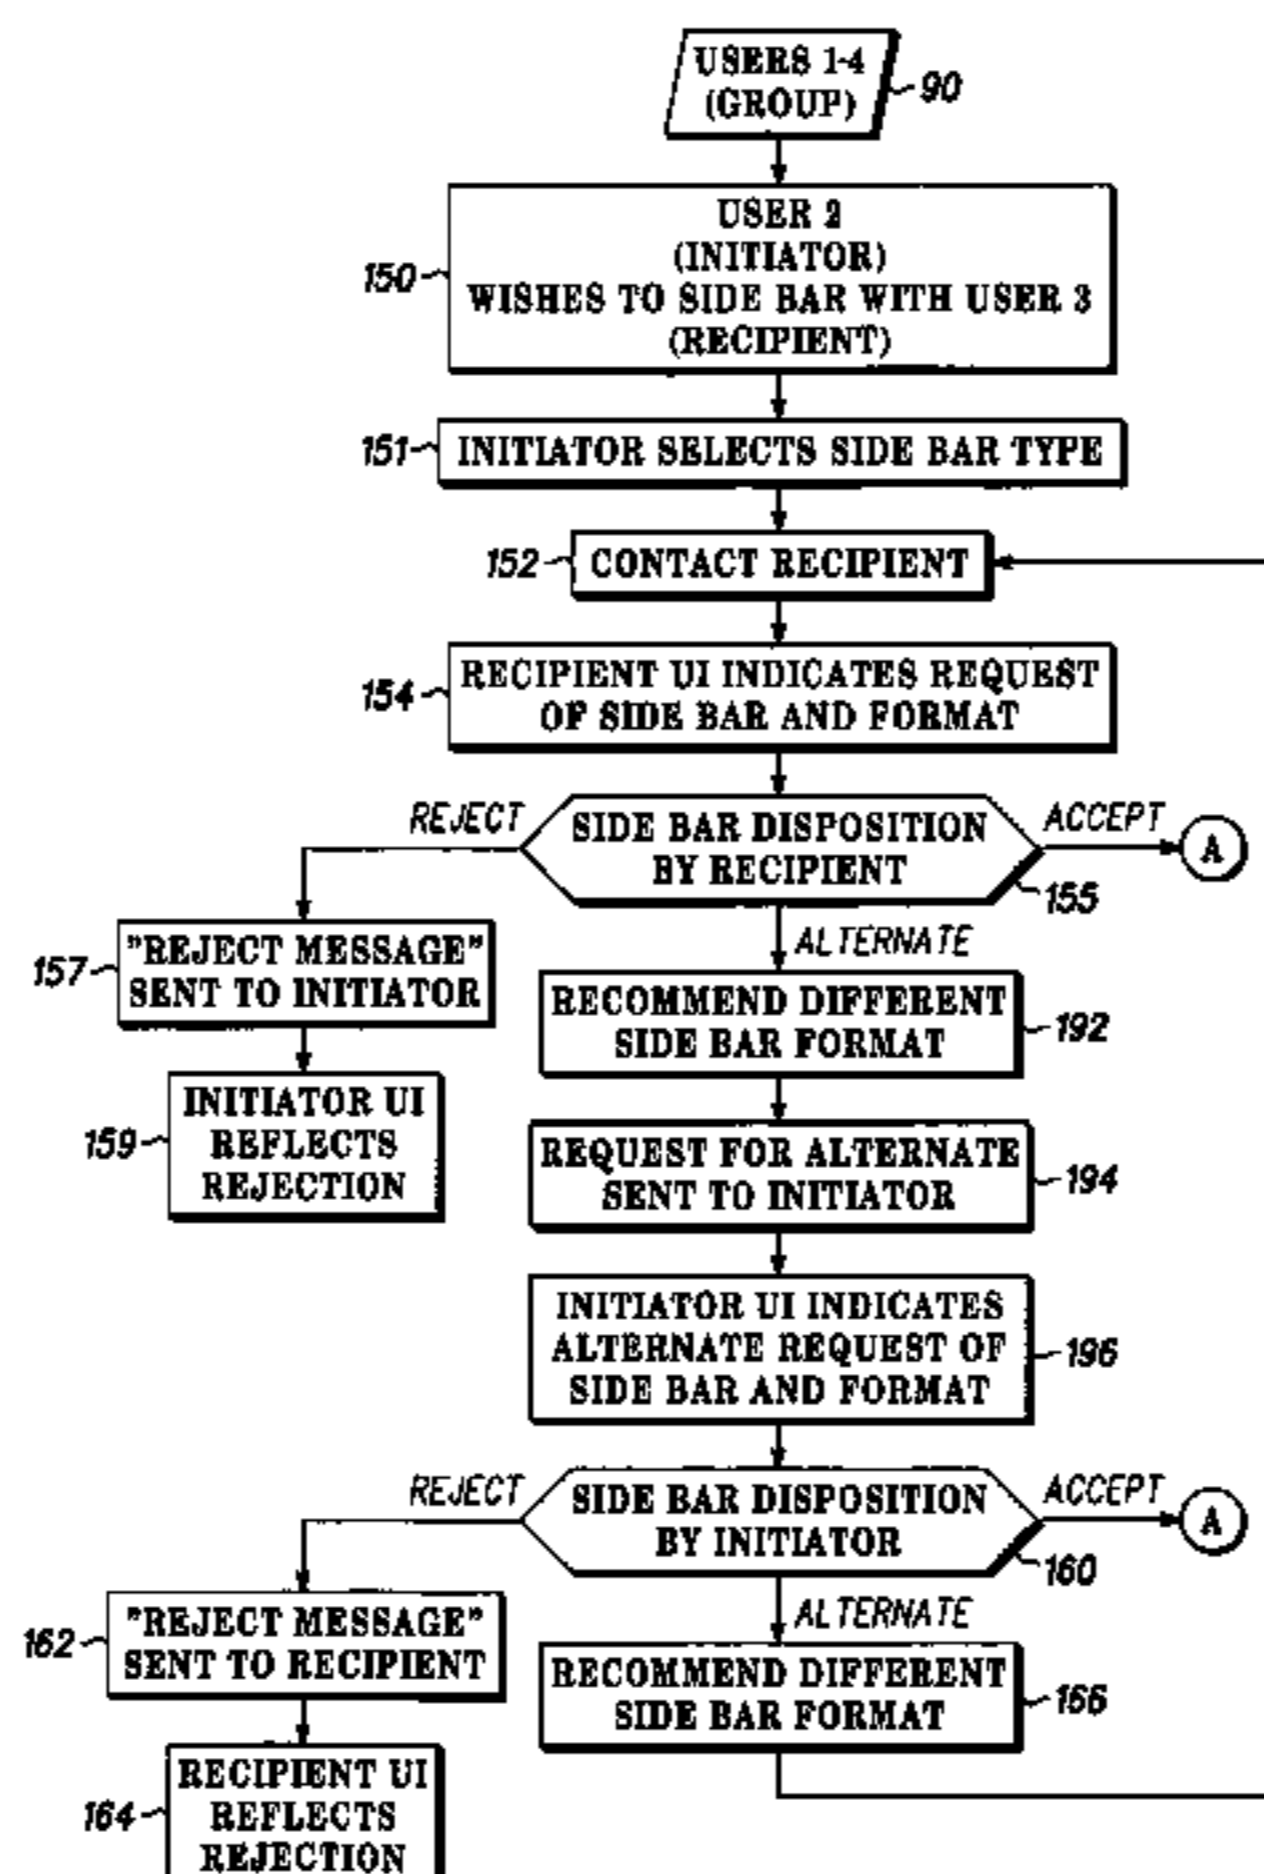 USERS 1-4
(GROUP)
90
USER 2
(INITIATOR)
WISHES TO SIDE BAR WITH USER 3
(RECIPIENT)
150
151
INITIATOR SELECTS SIDE BAR TYPE
152
CONTACT RECIPIENT
154
RECIPIENT UI INDICATES REQUEST
OF SIDE BAR AND FORMAT
REJECT
SIDE BAR DISPOSITION
BY RECIPIENT
ACCEPT
A
155
ALTERNATE
157
"REJECT MESSAGE"
SENT TO INITIATOR
RECOMMEND DIFFERENT
SIDE BAR FORMAT
192
159
INITIATOR UI
REFLECTS
REJECTION
REQUEST FOR ALTERNATE
SENT TO INITIATOR
194
INITIATOR UI INDICATES
ALTERNATE REQUEST OF
SIDE BAR AND FORMAT
196
REJECT
SIDE BAR DISPOSITION
BY INITIATOR
ACCEPT
A
160
ALTERNATE
162
"REJECT MESSAGE"
SENT TO RECIPIENT
RECOMMEND DIFFERENT
SIDE BAR FORMAT
166
164
RECIPIENT UI
REFLECTS
REJECTION